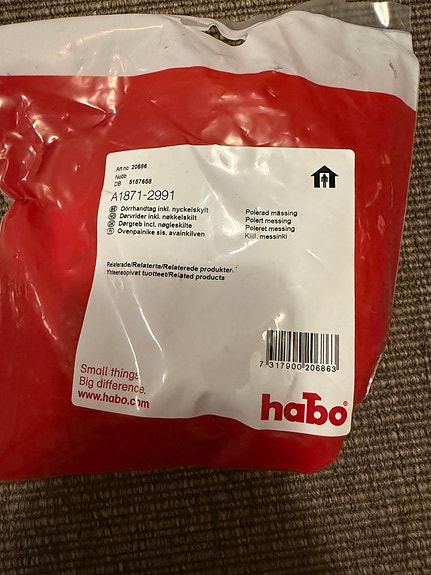 Art no 20686
Nobb
DB 5157658
A1871-2991
Dörrhandtag inkl. nyckelskylt Polerad mässing
Dørvrider inkl. nøkkelskilt Polert messing
Dørgreb incl. nøgleskilte Poleret messing
Ovenpainike sis. avainkilven Kiill. messinki
Relaterade/Relaterte/Relaterede produkter.
Yhteensopivat tuotteet/Related products
7 317900 206863
Small things.
Big difference.
www.habo.com
habo®